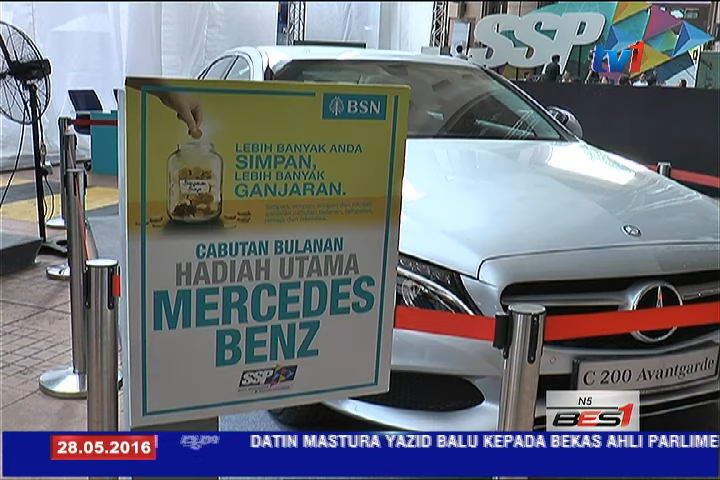 SSP
tv1
BSN
LEBIH BANYAK ANDA
SIMPAN,
LEBIH BANYAK
GANJARAN.
CABUTAN BULANAN
HADIAH UTAMA
MERCEDES
BENZ
SSP
C 200 Avantgarde
N5
BES1
28.05.2016
DATIN MASTURA YAZID BALU KEPADA BEKAS AHLI PARLIME